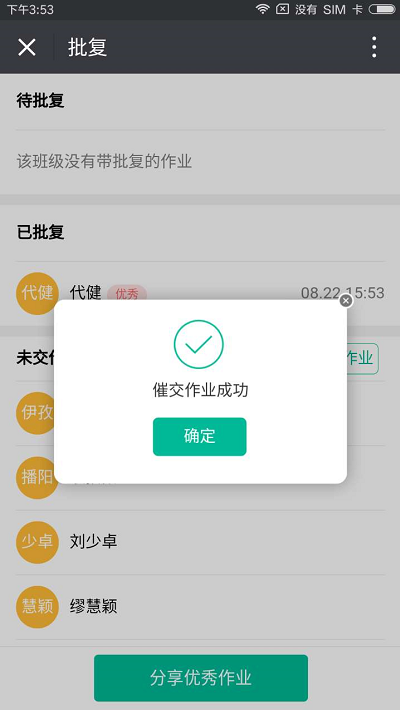 下午3:53
没有 SIM 卡
批复
待批复
该班级没有带批复的作业
已批复
代健
代健
优秀
08.22 15:53
未交
作业
催交作业成功
确定
伊孜
播阳
少卓
刘少卓
慧颖
缪慧颖
分享优秀作业